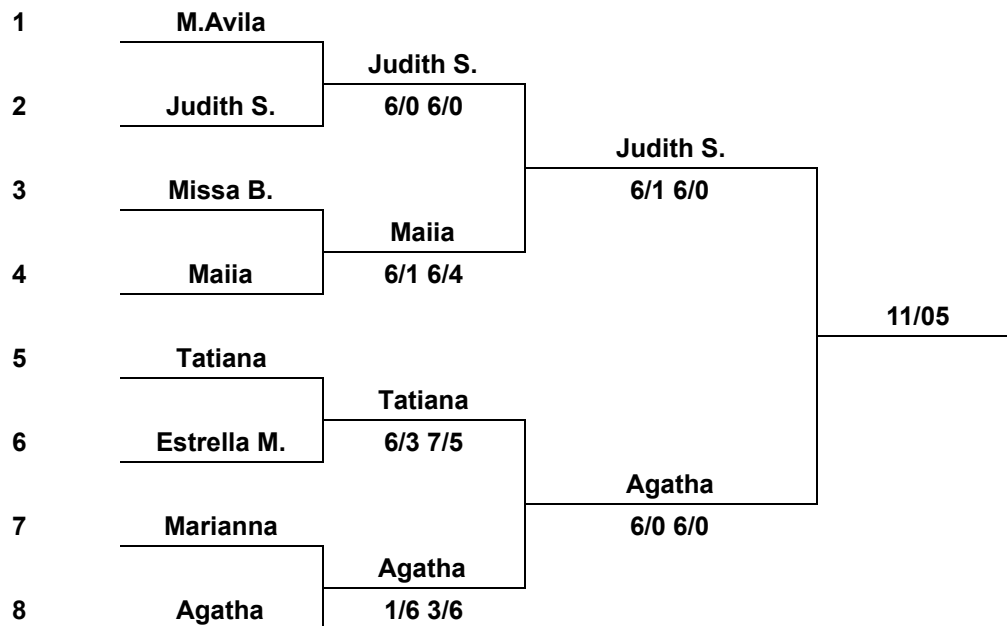 1 M.Avila
Judith S.
2 Judith S. 6/0 6/0
Judith S.
3 Missa B. 6/1 6/0
Maiia
4 Maiia 6/1 6/4
11/05
5 Tatiana
Tatiana
6 Estrella M. 6/3 7/5
Agatha
7 Marianna 6/0 6/0
Agatha
8 Agatha 1/6 3/6